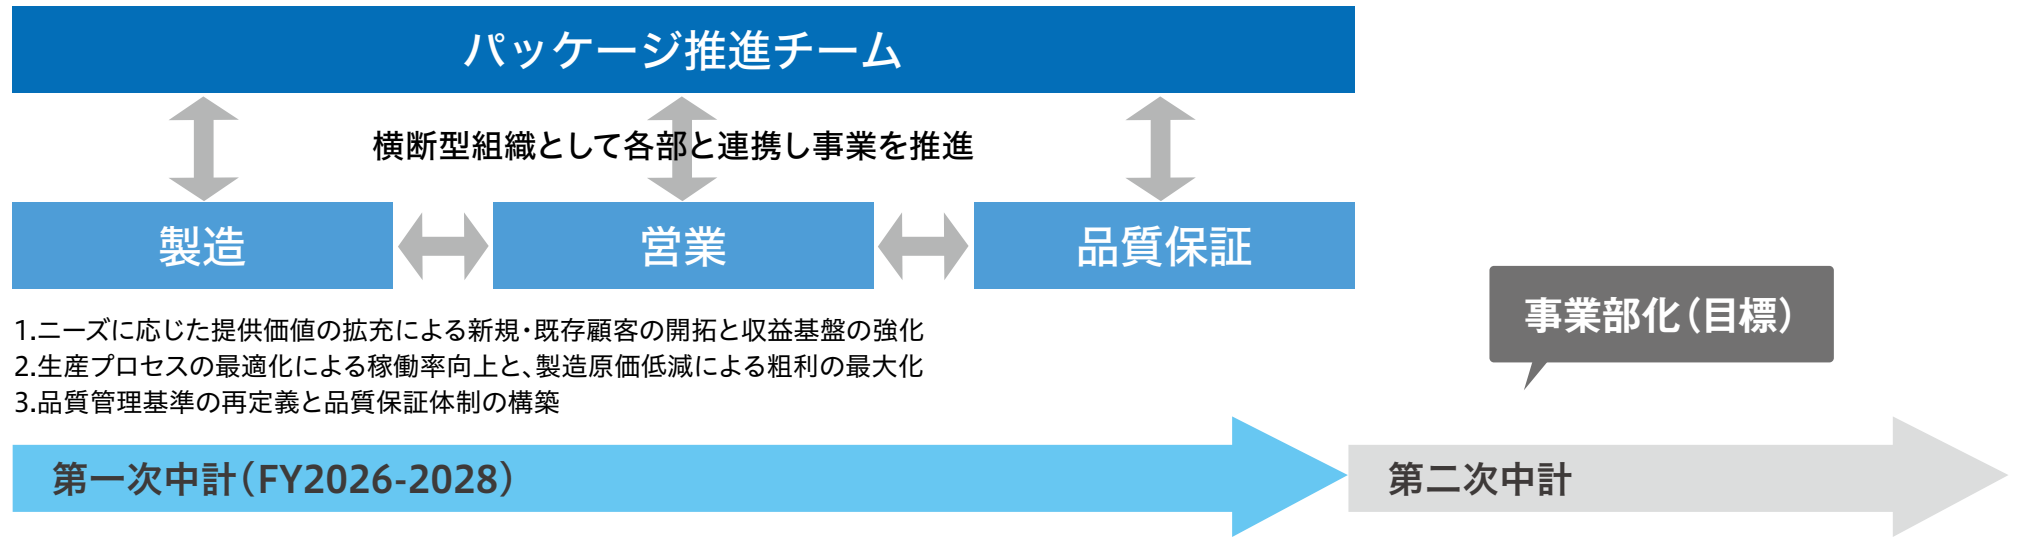 パッケージ推進チーム
横断型組織として各部と連携し事業を推進
製造
営業
品質保証
1.ニーズに応じた提供価値の拡充による新規・既存顧客の開拓と収益基盤の強化
2.生産プロセスの最適化による稼働率向上と、製造原価低減による粗利の最大化
3.品質管理基準の再定義と品質保証体制の構築
事業部化（目標）
第一次中計（FY2026-2028）
第二次中計